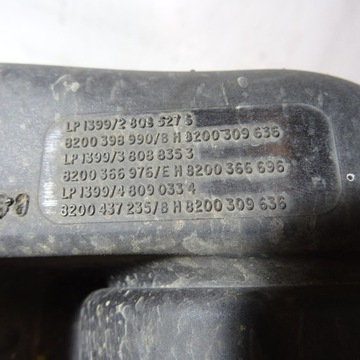 LP 1399/2 808 527 6
8200 398 990/B H 8200 309 636
LP 1399/3 808 835 3
8200 366 976/E H 8200 366 696
LP 1399/4 809 033 4
8200 437 235/B H 8200 309 636